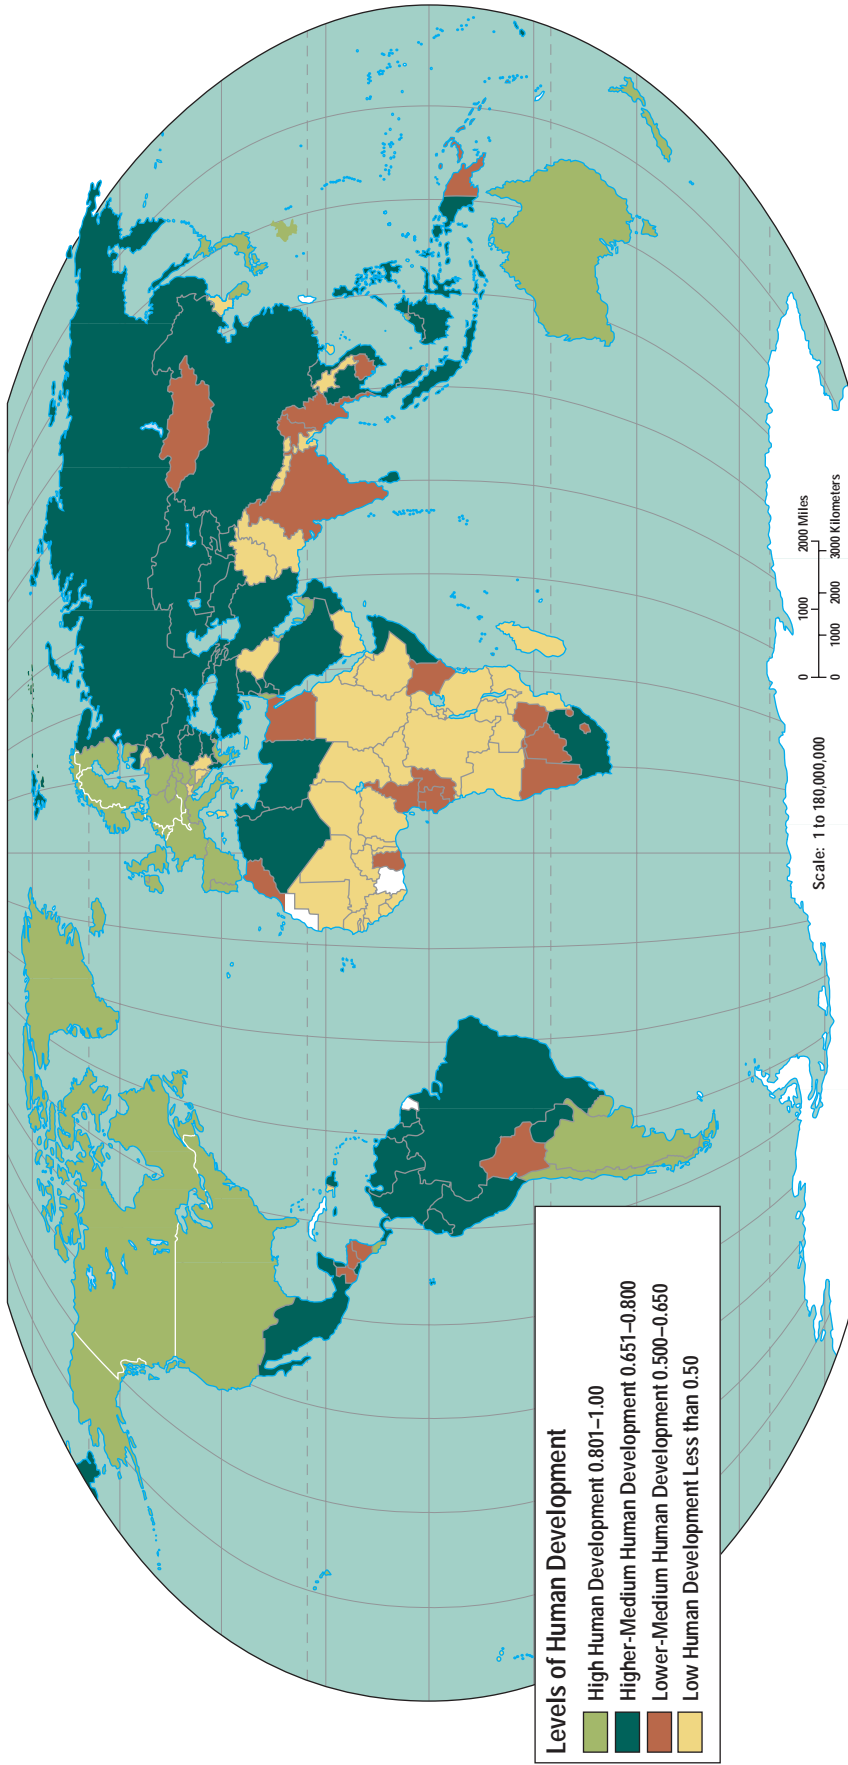 Levels of Human Development
High Human Development 0.801–1.00
Higher-Medium Human Development 0.651–0.800
Lower-Medium Human Development 0.500–0.650
Low Human Development Less than 0.50
Scale: 1 to 180,000,000
0 1000 2000 Miles
0 1000 2000 3000 Kilometers